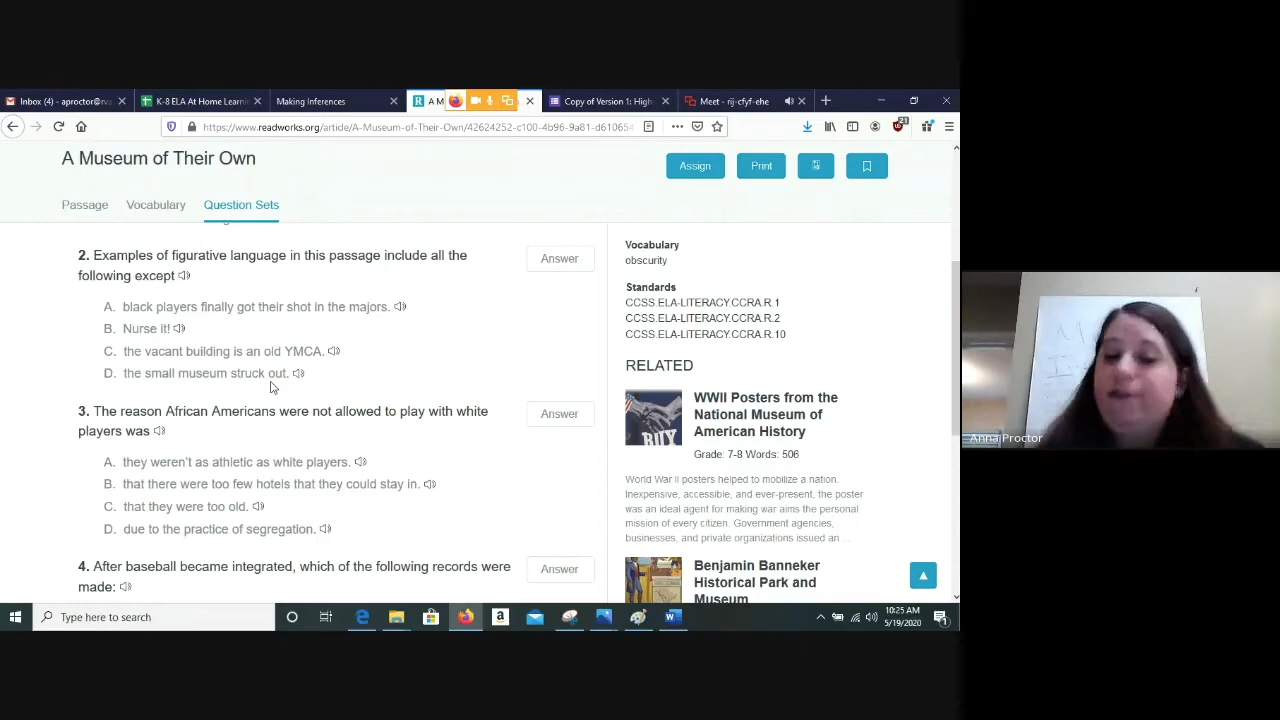 Inbox (4) - aproctor@rva
K-8 ELA At Home Learni
Making Inferences
A M
Copy of Version 1: High
Meet - rij-cfyf-ehe
https://www.readworks.org/article/A-Museum-of-Their-Own/42624252-c100-4b96-9a81-d61065
21
A Museum of Their Own
Assign
Print
Passage
Vocabulary
Question Sets
2. Examples of figurative language in this passage include all the
following except
Answer
A. black players finally got their shot in the majors.
B. Nurse it!
C. the vacant building is an old YMCA.
D. the small museum struck out.
3. The reason African Americans were not allowed to play with white
players was
Answer
A. they weren't as athletic as white players.
B. that there were too few hotels that they could stay in.
C. that they were too old.
D. due to the practice of segregation.
4. After baseball became integrated, which of the following records were
made:
Answer
Vocabulary
obscurity
Standards
CCSS.ELA-LITERACY.CCRA.R.1
CCSS.ELA-LITERACY.CCRA.R.2
CCSS.ELA-LITERACY.CCRA.R.10
RELATED
BUY
WWII Posters from the
National Museum of
American History
Grade: 7-8 Words: 506
World War II posters helped to mobilize a nation.
Inexpensive, accessible, and ever-present, the poster
was an ideal agent for making war aims the personal
mission of every citizen. Government agencies,
businesses, and private organizations issued an ...
Benjamin Banneker
Historical Park and
Museum
Type here to search
10:25 AM
5/19/2020
Anna Proctor